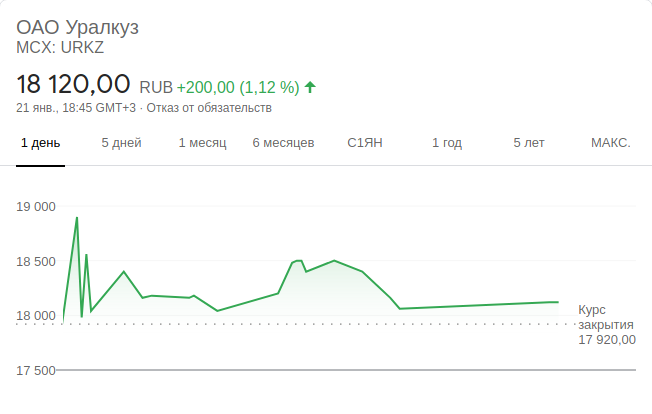 ОАО Уралкуз
MCX: URKZ
18 120,00 RUB +200,00 (1,12 %)
21 янв., 18:45 GMT+3 · Отказ от обязательств
1 день 5 дней 1 месяц 6 месяцев С1ЯН 1 год 5 лет МАКС.
19 000
18 500
18 000
Курс
закрытия
17 920,00
17 500